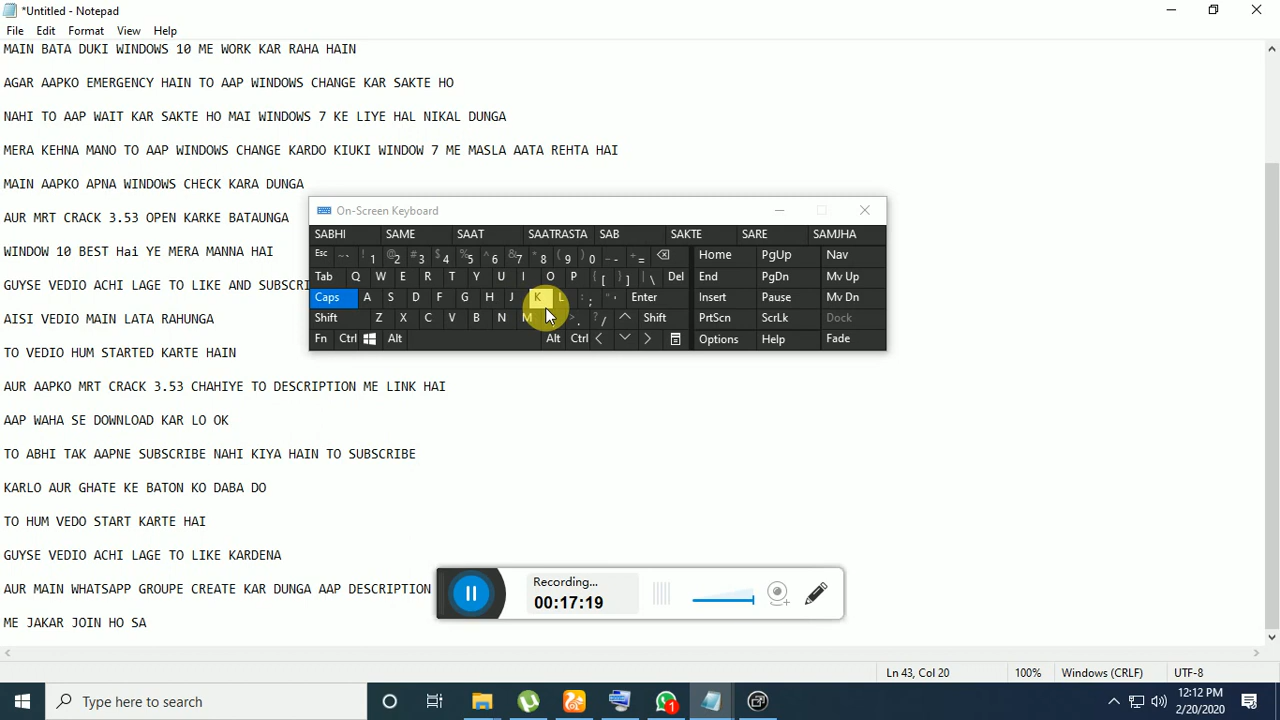 *Untitled - Notepad
File Edit Format View Help
MAIN BATA DUKI WINDOWS 10 ME WORK KAR RAHA HAIN
AGAR AAPKO EMERGENCY HAIN TO AAP WINDOWS CHANGE KAR SAKTE HO
NAHI TO AAP WAIT KAR SAKTE HO MAI WINDOWS 7 KE LIYE HAL NIKAL DUNGA
MERA KEHNA MANO TO AAP WINDOWS CHANGE KARDO KIUKI WINDOW 7 ME MASLA AATA REHTA HAI
MAIN AAPKO APNA WINDOWS CHECK KARA DUNGA
AUR MRT CRACK 3.53 OPEN KARKE BATAUNGA
WINDOW 10 BEST Hai YE MERA MANNA HAI
GUYSE VEDIO ACHI LAGE TO LIKE AND SUBSCRI
AISI VEDIO MAIN LATA RAHUNGA
TO VEDIO HUM STARTED KARTE HAIN
AUR AAPKO MRT CRACK 3.53 CHAHIYE TO DESCRIPTION ME LINK HAI
AAP WAHA SE DOWNLOAD KAR LO OK
TO ABHI TAK AAPNE SUBSCRIBE NAHI KIYA HAIN TO SUBSCRIBE
KARLO AUR GHATE KE BATON KO DABA DO
TO HUM VEDO START KARTE HAI
GUYSE VEDIO ACHI LAGE TO LIKE KARDENA
AUR MAIN WHATSAPP GROUPE CREATE KAR DUNGA AAP DESCRIPTION
ME JAKAR JOIN HO SA
On-Screen Keyboard
SABHI SAME SAAT SAATRASTA SAB SAKTE SARE SAMJHA
Esc ~ ` ! 1 @ 2 # 3 $ 4 % 5 ^ 6 & 7 * 8 ( 9 ) 0 _ - + = Home PgUp Nav
Tab Q W E R T Y U I O P { [ } ] | \ Del End PgDn Mv Up
Caps A S D F G H J K L : ; " ' Enter Insert Pause Mv Dn
Shift Z X C V B N M > . ? / Shift PrtScn ScrLk Dock
Fn Ctrl Alt Alt Ctrl Options Help Fade
Recording...
00:17:19
Ln 43, Col 20 100% Windows (CRLF) UTF-8
Type here to search
1
12:12 PM
2/20/2020